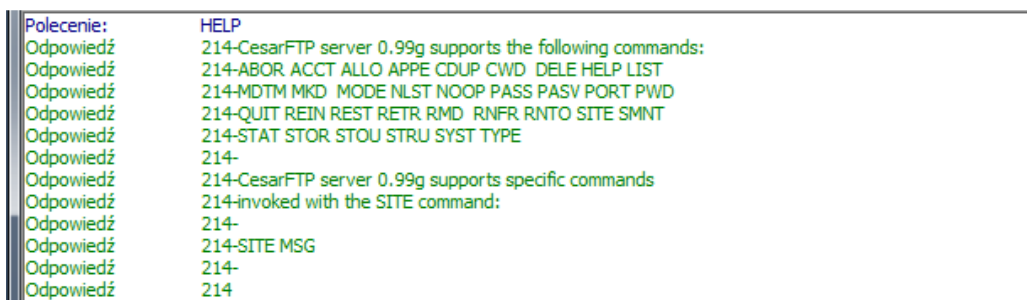 Polecenie: HELP
Odpowiedź 214-CesarFTP server 0.99g supports the following commands:
Odpowiedź 214-ABOR ACCT ALLO APPE CDUP CWD  DELE HELP LIST
Odpowiedź 214-MDTM MKD  MODE NLST NOOP PASS PASV PORT PWD
Odpowiedź 214-QUIT REIN REST RETR RMD  RNFR RNTO SITE SMNT
Odpowiedź 214-STAT STOR STOU STRU SYST TYPE
Odpowiedź 214-
Odpowiedź 214-CesarFTP server 0.99g supports specific commands
Odpowiedź 214-invoked with the SITE command:
Odpowiedź 214-
Odpowiedź 214-SITE MSG
Odpowiedź 214-
Odpowiedź 214